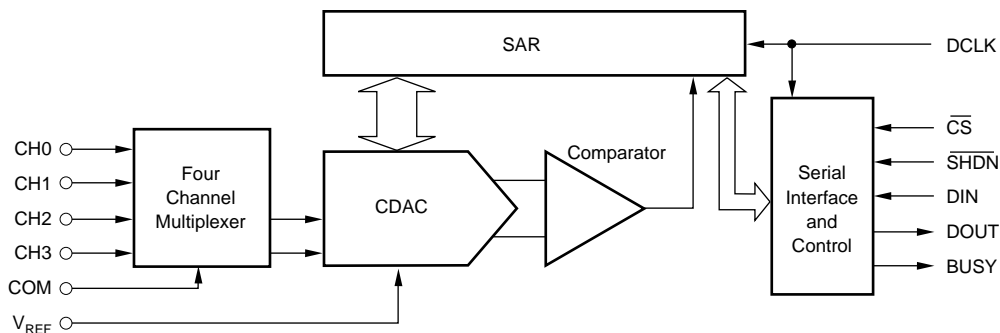 SAR
DCLK
CH0
CH1
CH2
CH3
COM
VREF
Four
Channel
Multiplexer
CDAC
Comparator
Serial
Interface
and
Control
CS
SHDN
DIN
DOUT
BUSY